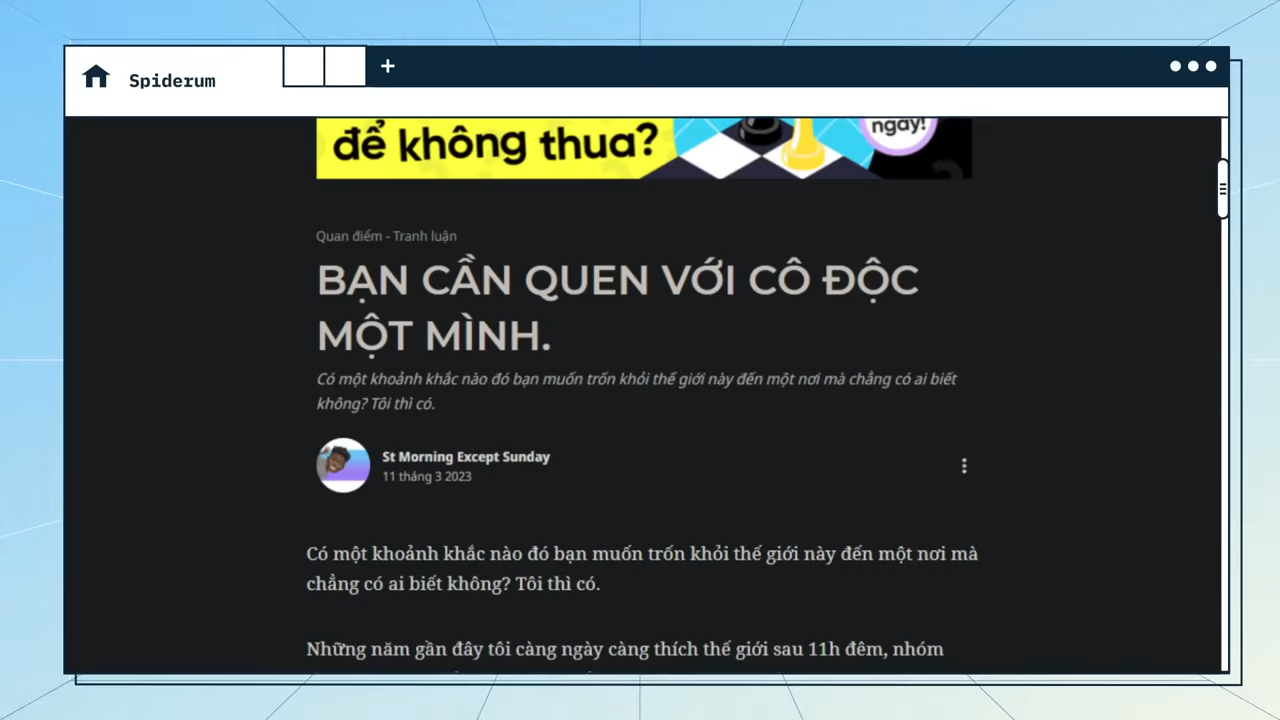 Spiderum
để không thua?
ngay!
Quan điểm - Tranh luận
BẠN CẦN QUEN VỚI CÔ ĐỘC
MỘT MÌNH.
Có một khoảnh khắc nào đó bạn muốn trốn khỏi thế giới này đến một nơi mà chẳng có ai biết
không? Tôi thì có.
St Morning Except Sunday
11 tháng 3 2023
Có một khoảnh khắc nào đó bạn muốn trốn khỏi thế giới này đến một nơi mà
chẳng có ai biết không? Tôi thì có.
Những năm gần đây tôi càng ngày càng thích thế giới sau 11h đêm, nhóm